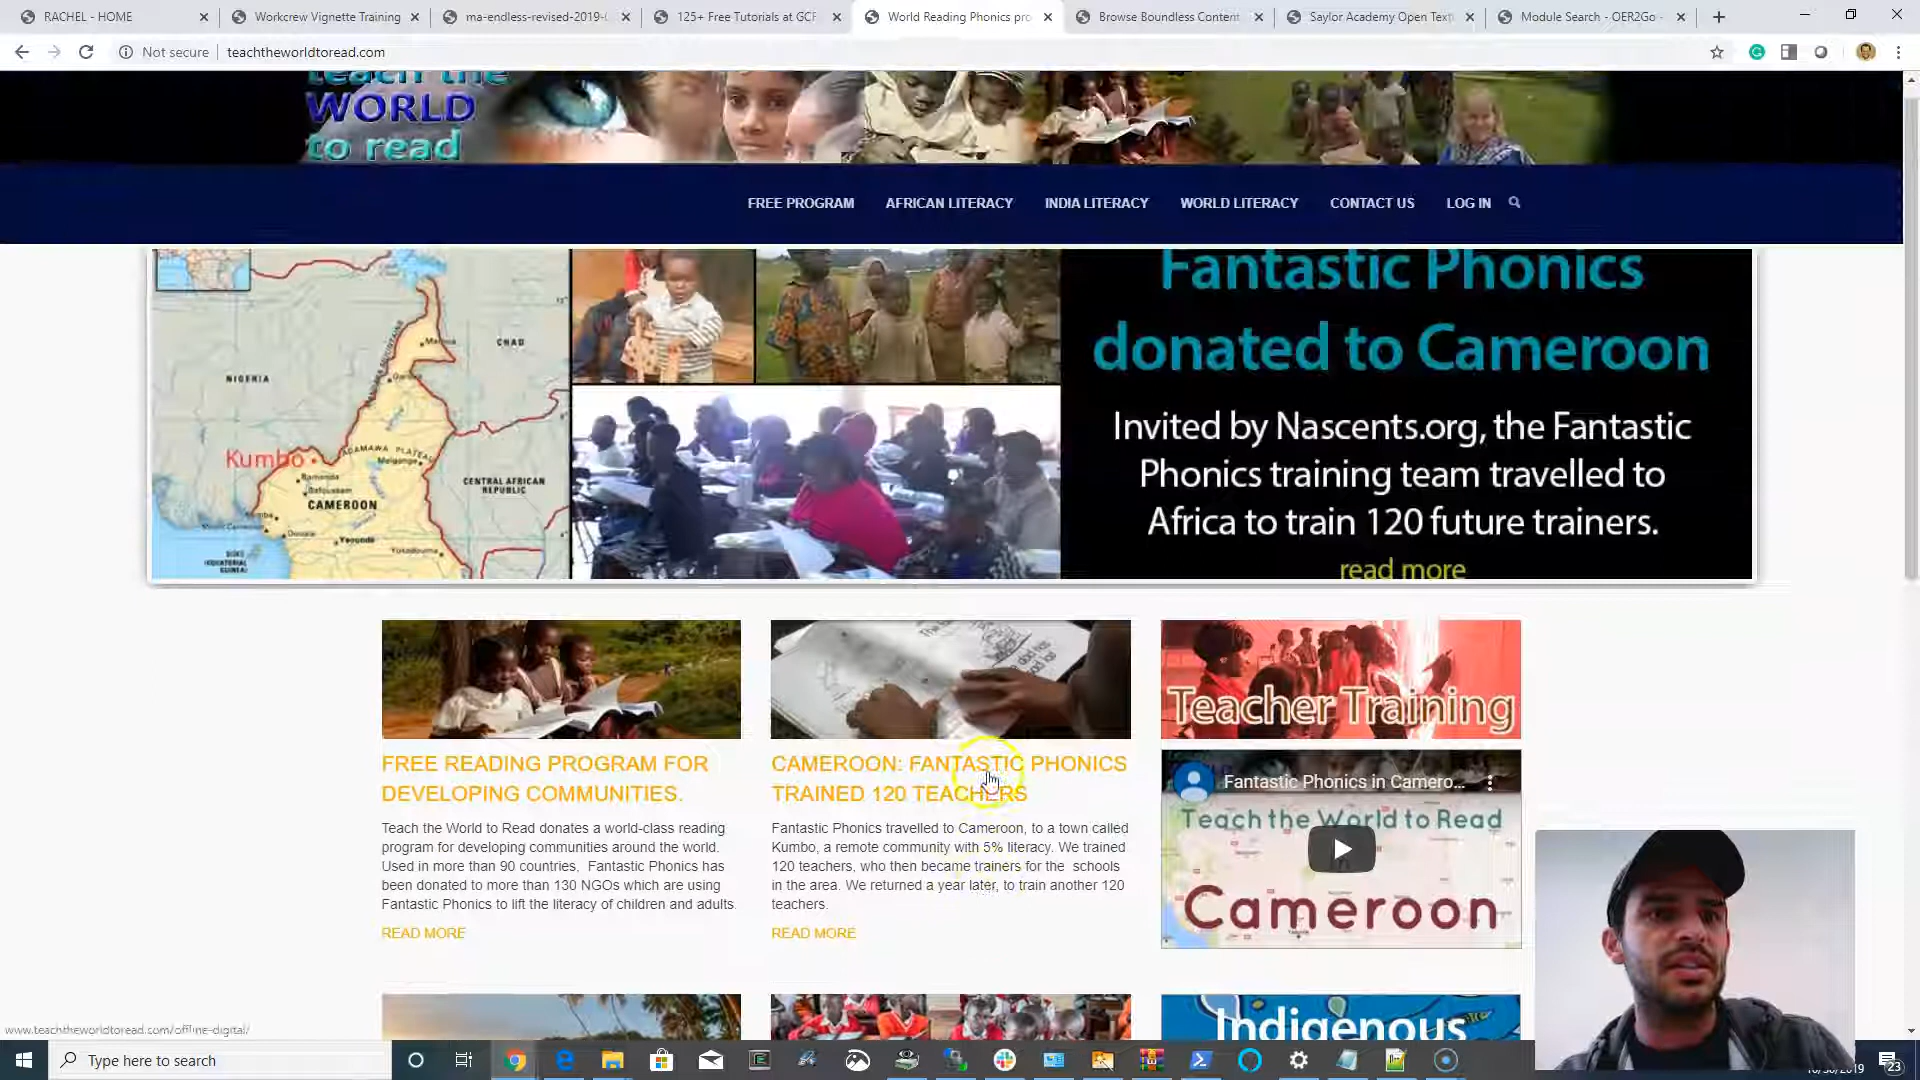 RACHEL - HOME
Workcrew Vignette Training
ma-endless-revised-2019-
125+ Free Tutorials at GCF
World Reading Phonics pro
Browse Boundless Content
Saylor Academy Open Text
Module Search - OER2Go -
Not secure
teachtheworldtoread.com
teach the
WORLD
to read
FREE PROGRAM
AFRICAN LITERACY
INDIA LITERACY
WORLD LITERACY
CONTACT US
LOG IN
NIGERIA
CHAD
Kumbo
ADAMAWA PLATEAU
CAMEROON
CENTRAL AFRICAN
REPUBLIC
Fantastic Phonics
donated to Cameroon
Invited by Nascents.org, the Fantastic
Phonics training team travelled to
Africa to train 120 future trainers.
read more
FREE READING PROGRAM FOR
DEVELOPING COMMUNITIES.
Teach the World to Read donates a world-class reading
program for developing communities around the world.
Used in more than 90 countries, Fantastic Phonics has
been donated to more than 130 NGOs which are using
Fantastic Phonics to lift the literacy of children and adults.
READ MORE
CAMEROON: FANTASTIC PHONICS
TRAINED 120 TEACHERS
Fantastic Phonics travelled to Cameroon, to a town called
Kumbo, a remote community with 5% literacy. We trained
120 teachers, who then became trainers for the schools
in the area. We returned a year later, to train another 120
teachers.
READ MORE
Teacher Training
Fantastic Phonics in Camero...
Teach the World to Read
Cameroon
Indigenous
www.teachtheworldtoread.com/offline-digital/
Type here to search
23